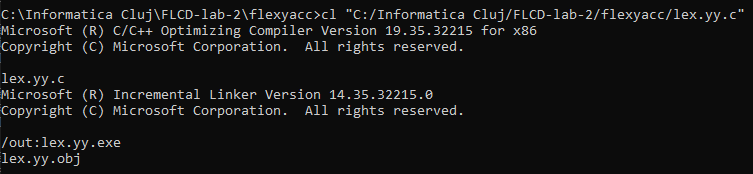 C:\Informatica Cluj\FLCD-lab-2\flexyacc>cl "C:/Informatica Cluj/FLCD-lab-2/flexyacc/lex.yy.c"
Microsoft (R) C/C++ Optimizing Compiler Version 19.35.32215 for x86
Copyright (C) Microsoft Corporation.  All rights reserved.

lex.yy.c
Microsoft (R) Incremental Linker Version 14.35.32215.0
Copyright (C) Microsoft Corporation.  All rights reserved.

/out:lex.yy.exe
lex.yy.obj